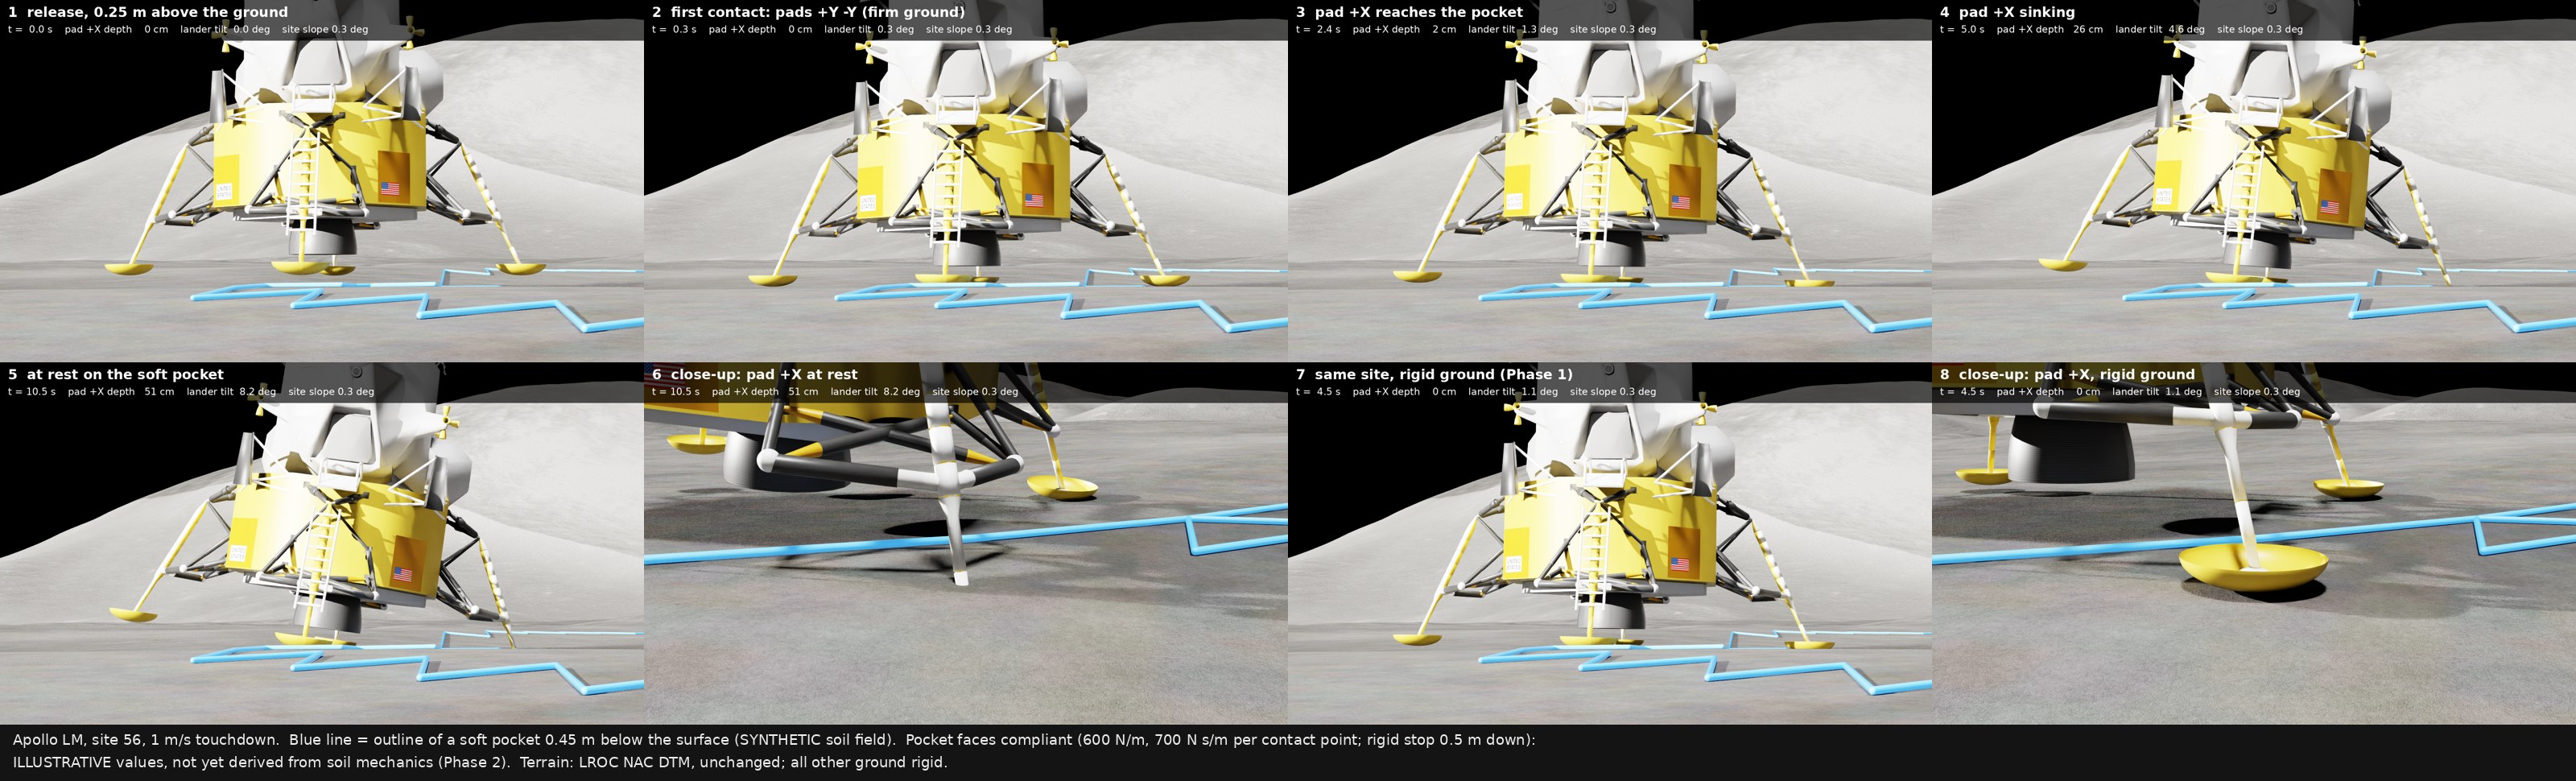 1  release, 0.25 m above the ground
t =  0.0 s    pad +X depth    0 cm    lander tilt  0.0 deg    site slope 0.3 deg
2  first contact: pads +Y -Y (firm ground)
t =  0.3 s    pad +X depth    0 cm    lander tilt  0.3 deg    site slope 0.3 deg
3  pad +X reaches the pocket
t =  2.4 s    pad +X depth    2 cm    lander tilt  1.3 deg    site slope 0.3 deg
4  pad +X sinking
t =  5.0 s    pad +X depth   26 cm    lander tilt  4.6 deg    site slope 0.3 deg
5  at rest on the soft pocket
t = 10.5 s    pad +X depth   51 cm    lander tilt  8.2 deg    site slope 0.3 deg
6  close-up: pad +X at rest
t = 10.5 s    pad +X depth   51 cm    lander tilt  8.2 deg    site slope 0.3 deg
7  same site, rigid ground (Phase 1)
t =  4.5 s    pad +X depth    0 cm    lander tilt  1.1 deg    site slope 0.3 deg
8  close-up: pad +X, rigid ground
t =  4.5 s    pad +X depth    0 cm    lander tilt  1.1 deg    site slope 0.3 deg
Apollo LM, site 56, 1 m/s touchdown.  Blue line = outline of a soft pocket 0.45 m below the surface (SYNTHETIC soil field).  Pocket faces compliant (600 N/m, 700 N s/m per contact point; rigid stop 0.5 m down):
ILLUSTRATIVE values, not yet derived from soil mechanics (Phase 2).  Terrain: LROC NAC DTM, unchanged; all other ground rigid.